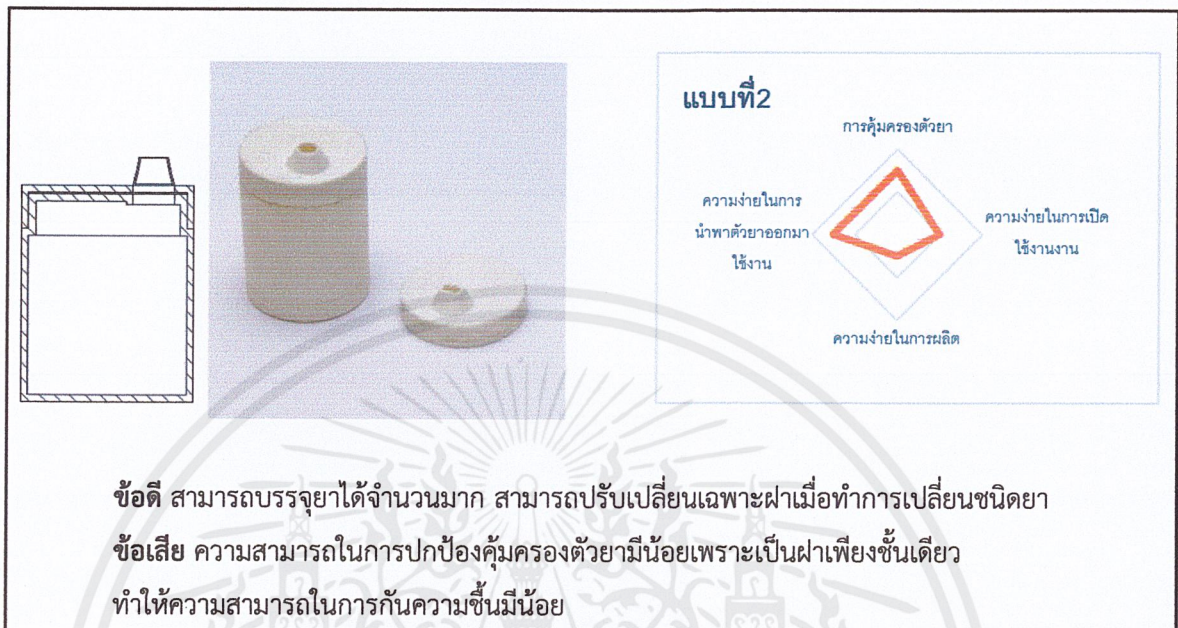 แบบที่2
การคุ้มครองตัวยา
ความง่ายในการ
นำพาตัวยาออกมา
ใช้งาน
ความง่ายในการเปิด
ใช้งานงาน
ความง่ายในการผลิต
ข้อดี สามารถบรรจุยาได้จำนวนมาก สามารถปรับเปลี่ยนเฉพาะฝาเมื่อทำการเปลี่ยนชนิดยา
ข้อเสีย ความสามารถในการปกป้องคุ้มครองตัวยามีน้อยเพราะเป็นฝาเพียงชั้นเดียว
ทำให้ความสามารถในการกันความชื้นมีน้อย